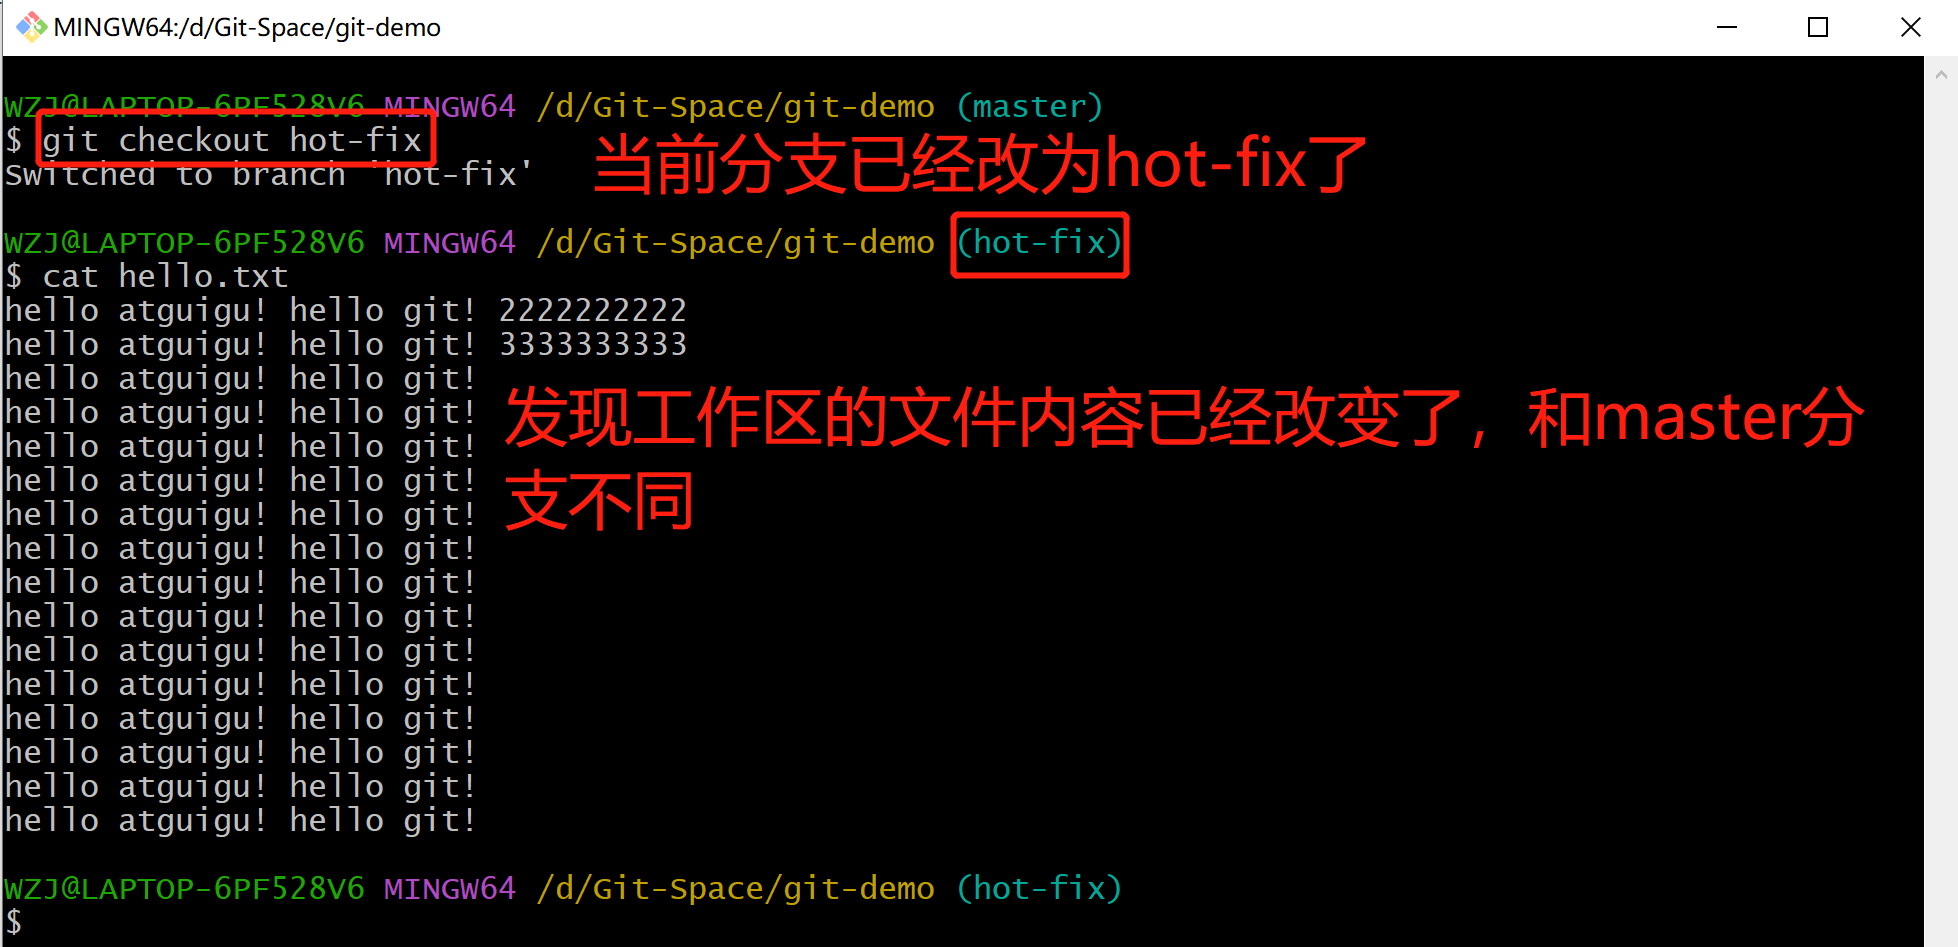 MINGW64:/d/Git-Space/git-demo
WZJ@LAPTOP-6PF528V6 MINGW64 /d/Git-Space/git-demo (master)
$ git checkout hot-fix
Switched to branch 'hot-fix'
当前分支已经改为hot-fix了
WZJ@LAPTOP-6PF528V6 MINGW64 /d/Git-Space/git-demo (hot-fix)
$ cat hello.txt
hello atguigu! hello git! 2222222222
hello atguigu! hello git! 3333333333
hello atguigu! hello git!
hello atguigu! hello git!
hello atguigu! hello git!
hello atguigu! hello git!
hello atguigu! hello git!
hello atguigu! hello git!
hello atguigu! hello git!
hello atguigu! hello git!
hello atguigu! hello git!
hello atguigu! hello git!
hello atguigu! hello git!
hello atguigu! hello git!
hello atguigu! hello git!
hello atguigu! hello git!
发现工作区的文件内容已经改变了，和master分
支不同
WZJ@LAPTOP-6PF528V6 MINGW64 /d/Git-Space/git-demo (hot-fix)
$